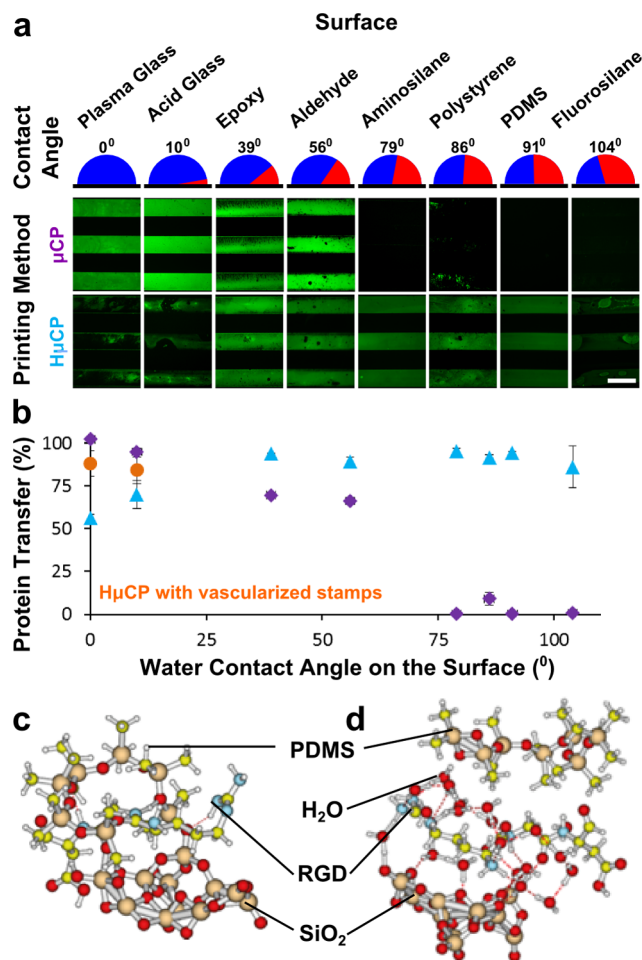 a
Surface
Plasma Glass
Acid Glass
Epoxy
Aldehyde
Aminosilane
Polystyrene
PDMS
Fluorosilane
Contact Angle
0⁰ 10⁰ 39⁰ 56⁰ 79⁰ 86⁰ 91⁰ 104⁰
Printing Method
μCP
HμCP
b
Protein Transfer (%)
100
75
50
25
0
HμCP with vascularized stamps
0 25 50 75 100
Water Contact Angle on the Surface (⁰)
c d
PDMS
H₂O
RGD
SiO₂